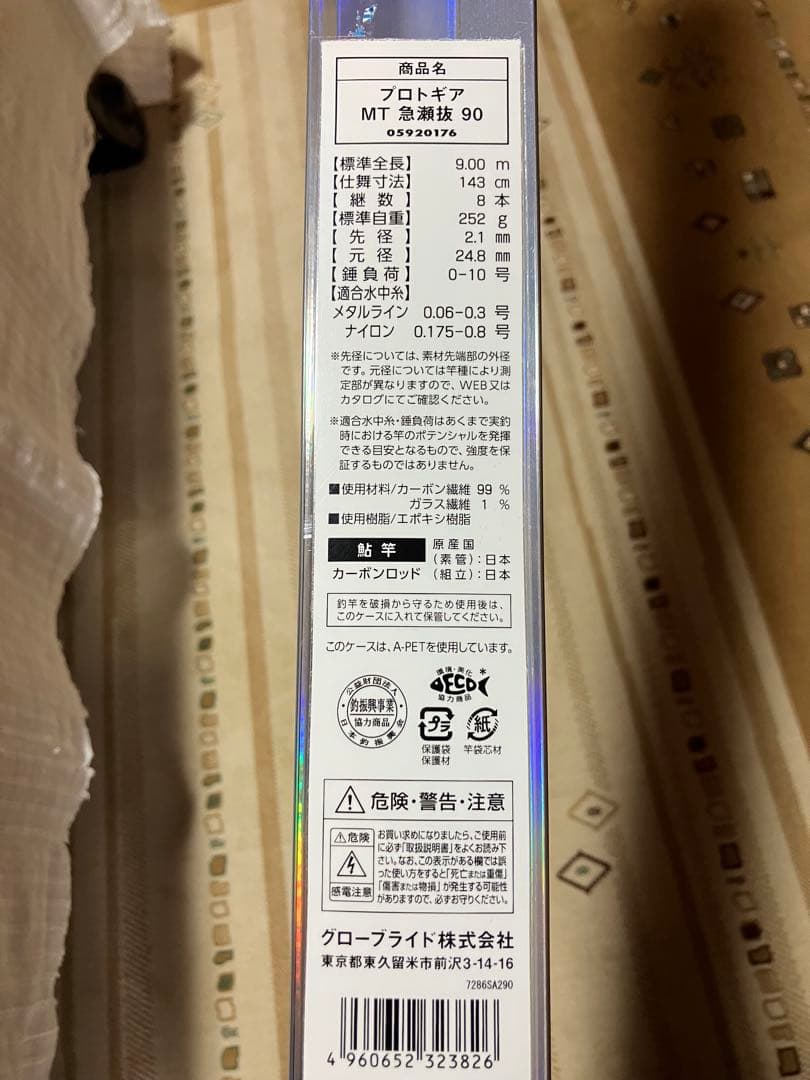 商品名
プロトギア
MT 急瀬抜 90
05920176
【標準全長】 9.00 m
【仕舞寸法】 143 ㎝
【継数】 8 本
【標準自重】 252 g
【先径】 2.1 ㎜
【元径】 24.8 ㎜
【錘負荷】 0-10 号
【適合水中糸】
メタルライン 0.06-0.3 号
ナイロン 0.175-0.8 号
※先径については、素材先端部の外径
です。元径については竿種により測
定部が異なりますので、WEB又は
カタログにてご確認ください。
※適合水中糸・錘負荷はあくまで実釣
時における竿のポテンシャルを発揮
できる目安となるもので、強度を保
証するものではありません。
■使用材料/カーボン繊維 99 %
ガラス繊維 1 %
■使用樹脂/エポキシ樹脂
鮎竿 原産国
(素管):日本
カーボンロッド (組立):日本
釣竿を破損から守るため使用後は、
このケースに入れて保管してください。
このケースは、A-PETを使用しています。
公益財団法人
釣振興事業
協力商品
日本釣振興会
環境・美化*
ECO
協力商品
プラ 紙
保護袋 竿袋芯材
保護材
危険・警告・注意
危険
感電注意
お買い求めになりましたら、ご使用前
に必ず「取扱説明書」をよくお読み下
さい。なお、この表示がある欄では誤
った使い方をすると「死亡または重傷」
「傷害または物損」が発生する可能性
がありますので、必ずお守りください。
グローブライド株式会社
東京都東久留米市前沢3-14-16
7286SA290
4 960652 323826